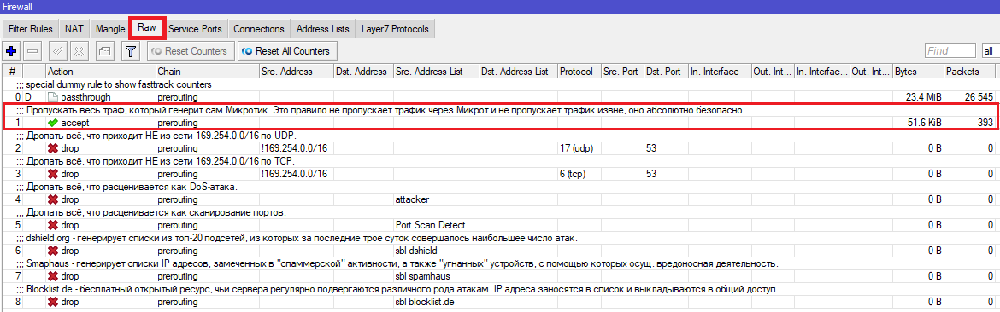 Firewall
Filter Rules NAT Mangle Raw Service Ports Connections Address Lists Layer7 Protocols
Reset Counters Reset All Counters Find all
# Action Chain Src. Address Dst. Address Src. Address List Dst. Address List Protocol Src. Port Dst. Port In. Interface Out. Int... In. Interfac... Out. Int... Bytes Packets
;;; special dummy rule to show fasttrack counters
0 D passthrough prerouting 23.4 MiB 26 545
;;; Пропускать весь траф, который генерит сам Микротик. Это правило не пропускает трафик через Микрот и не пропускает трафик извне, оно абсолютно безопасно.
1 accept prerouting 51.6 KiB 393
;;; Дропать всё, что приходит НЕ из сети 169.254.0.0/16 по UDP.
2 drop prerouting !169.254.0.0/16 17 (udp) 53 0 B 0
;;; Дропать всё, что приходит НЕ из сети 169.254.0.0/16 по TCP.
3 drop prerouting !169.254.0.0/16 6 (tcp) 53 0 B 0
;;; Дропать всё, что расценивается как DoS-атака.
4 drop prerouting attacker 0 B 0
;;; Дропать всё, что расценивается как сканирование портов.
5 drop prerouting Port Scan Detect 0 B 0
;;; dshield.org - генерирует списки из топ-20 подсетей, из которых за последние трое суток совершалось наибольшее число атак.
6 drop prerouting sbl dshield 0 B 0
;;; Smaphaus - генерирует списки IP адресов, замеченных в "спаммерской" активности, а также "угнанных" устройств, с помощью которых осущ. вредоносная деятельность.
7 drop prerouting sbl spamhaus 0 B 0
;;; Blocklist.de - бесплатный открытый ресурс, чьи сервера регулярно подвергаются различного рода атакам. IP адреса заносятся в список и выкладываются в общий доступ.
8 drop prerouting sbl blocklist.de 0 B 0